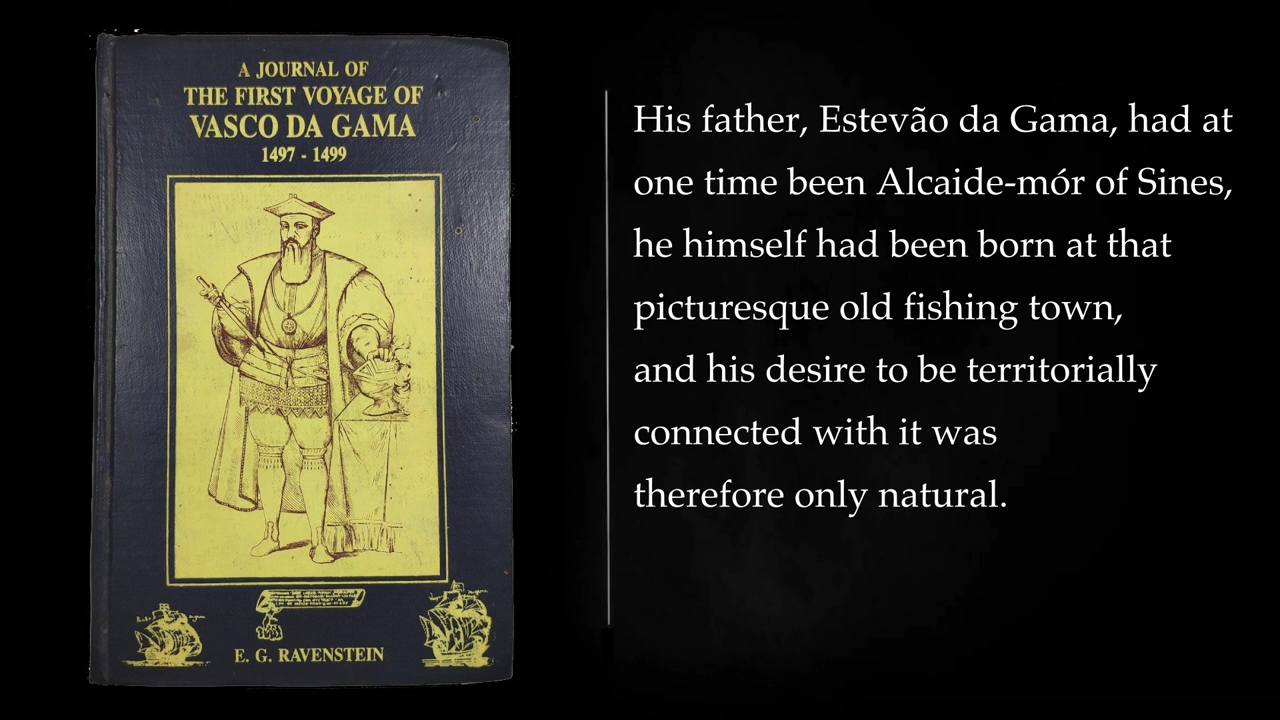 A JOURNAL OF
THE FIRST VOYAGE OF
VASCO DA GAMA
1497 - 1499
E. G. RAVENSTEIN
His father, Estevão da Gama, had at
one time been Alcaide-mór of Sines,
he himself had been born at that
picturesque old fishing town,
and his desire to be territorially
connected with it was
therefore only natural.